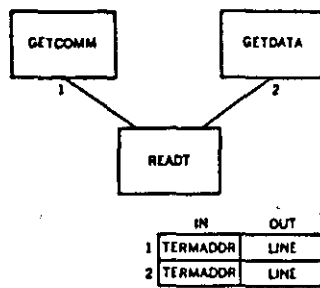 GETCOMM GETDATA
1 2
READT
IN OUT
1 TERMADDR LINE
2 TERMADDR LINE